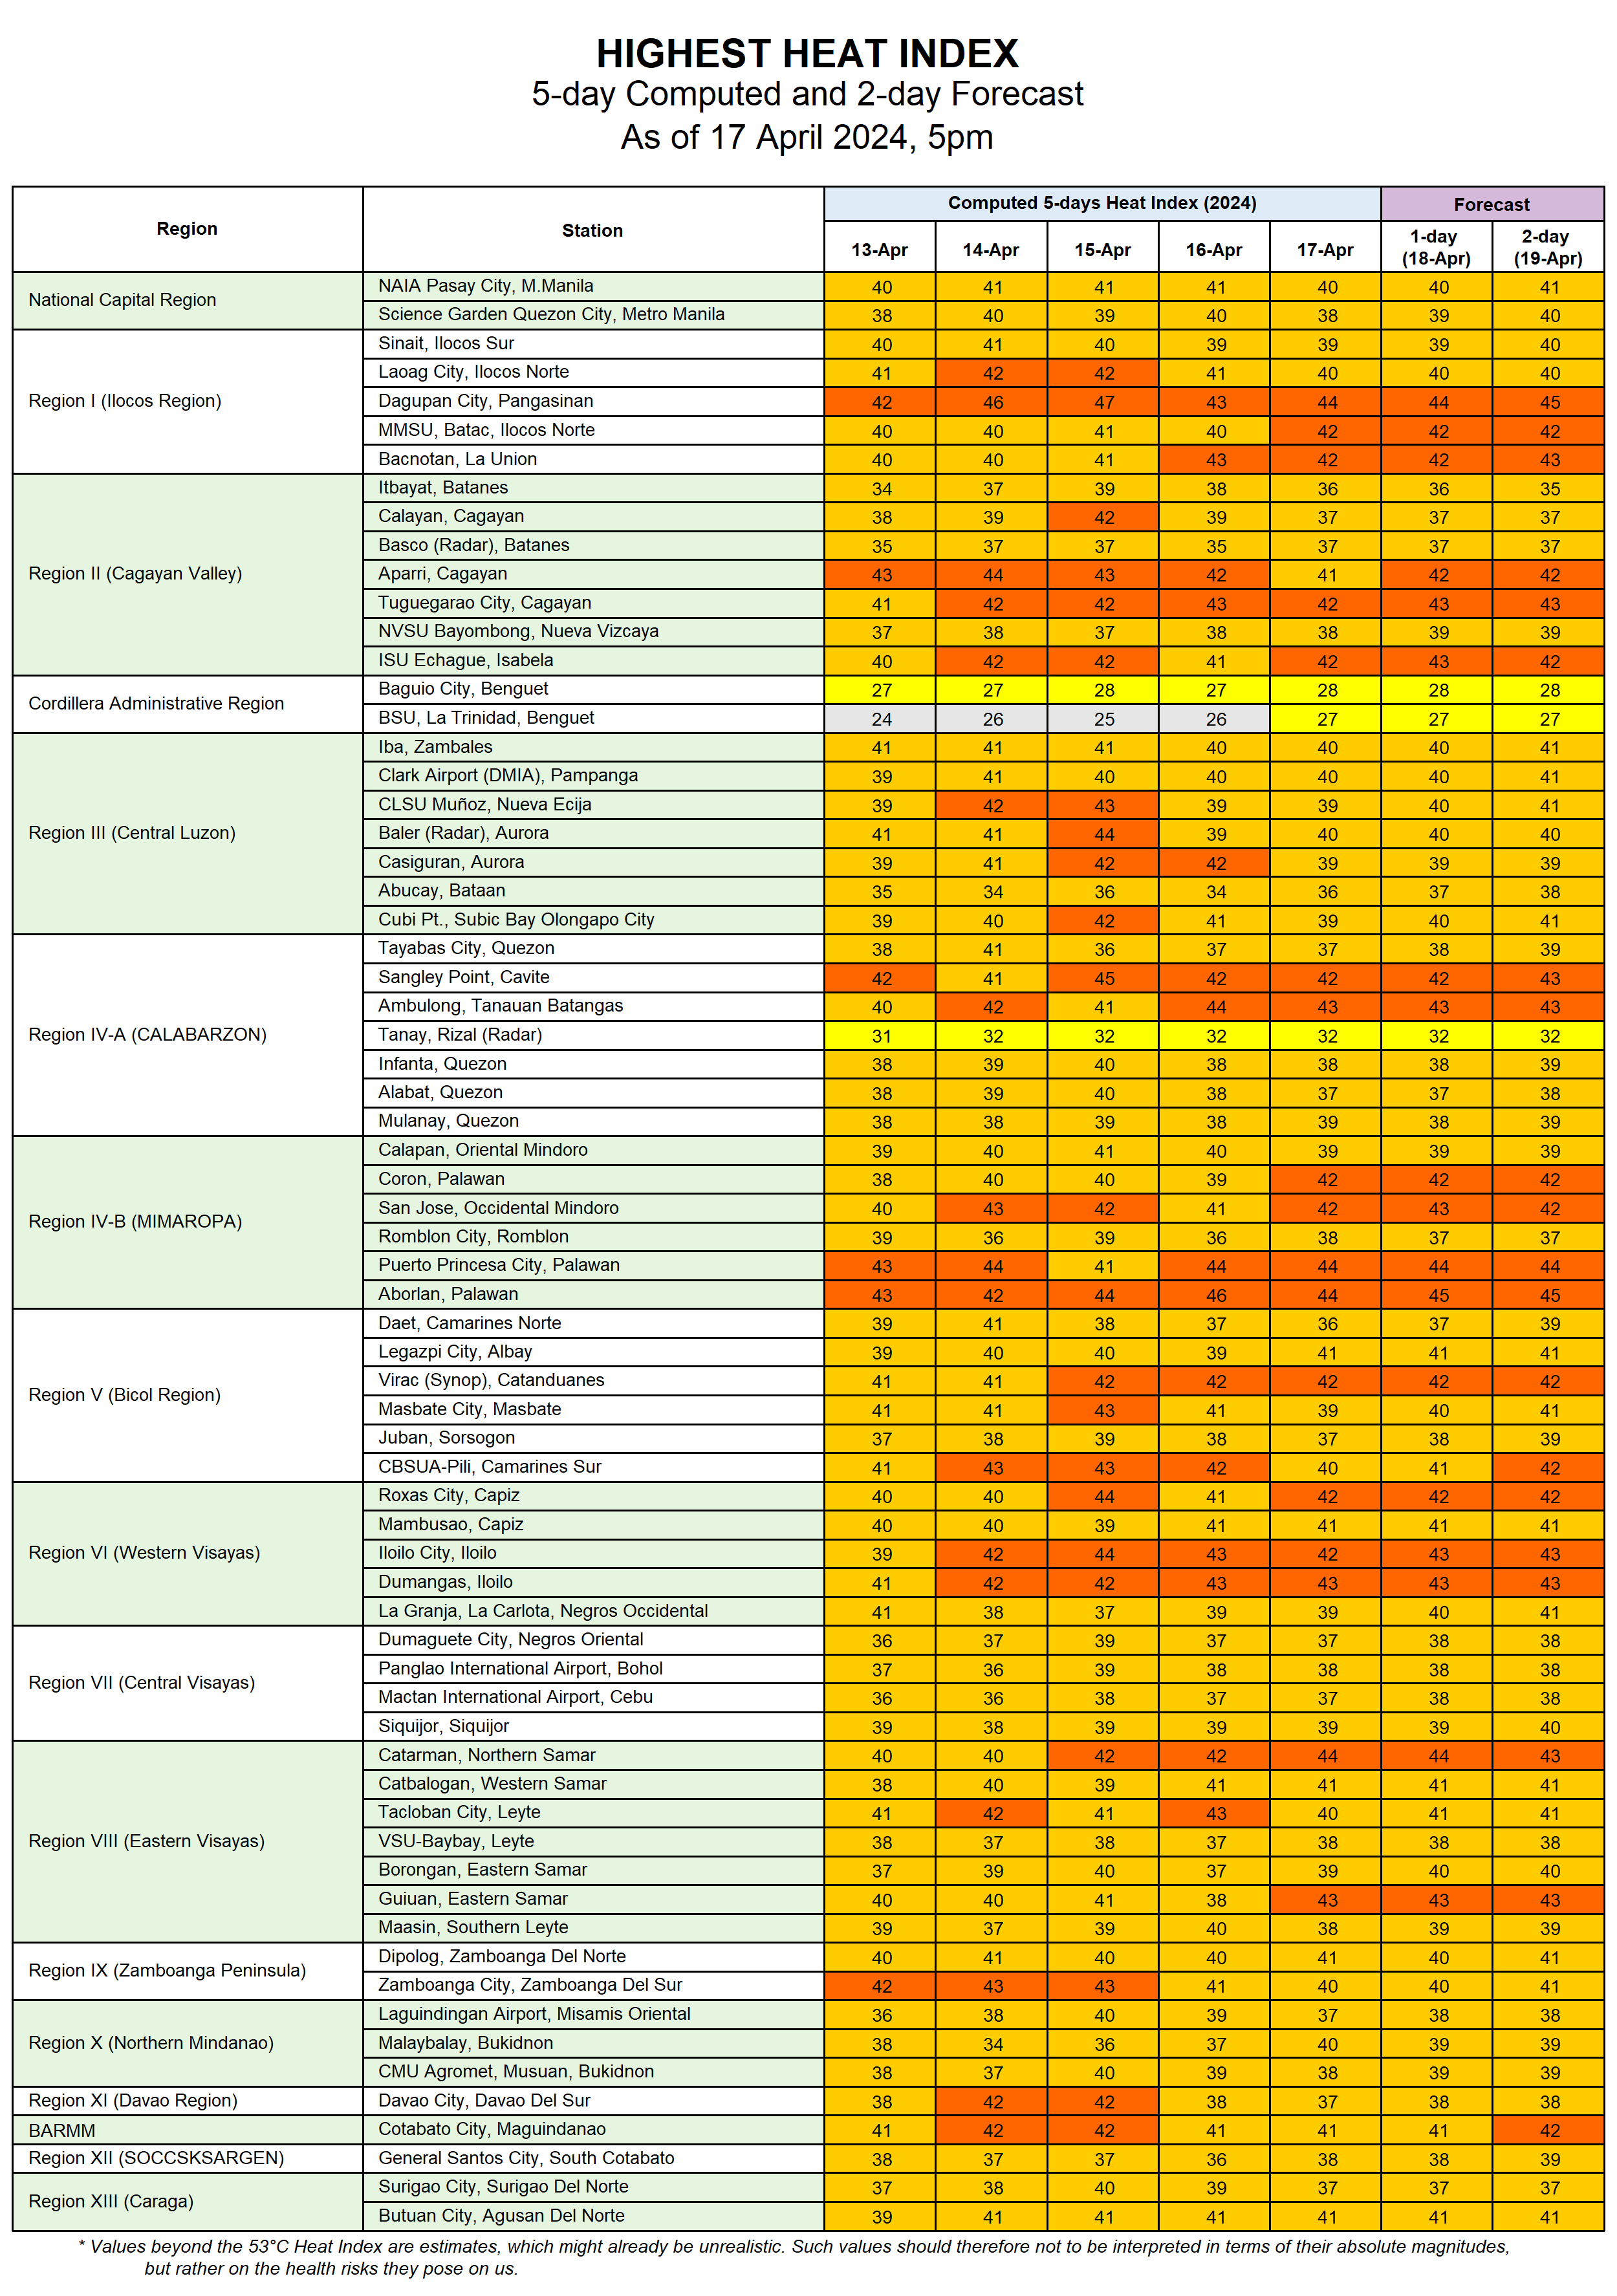 HIGHEST HEAT INDEX
5-day Computed and 2-day Forecast
As of 17 April 2024, 5pm
Region Station Computed 5-days Heat Index (2024) Forecast
13-Apr 14-Apr 15-Apr 16-Apr 17-Apr 1-day (18-Apr) 2-day (19-Apr)
National Capital Region
NAIA Pasay City, M.Manila 40 41 41 41 40 40 41
Science Garden Quezon City, Metro Manila 38 40 39 40 38 39 40
Region I (Ilocos Region)
Sinait, Ilocos Sur 40 41 40 39 39 39 40
Laoag City, Ilocos Norte 41 42 42 41 40 40 40
Dagupan City, Pangasinan 42 46 47 43 44 44 45
MMSU, Batac, Ilocos Norte 40 40 41 40 42 42 42
Bacnotan, La Union 40 40 41 43 42 42 43
Region II (Cagayan Valley)
Itbayat, Batanes 34 37 39 38 36 36 35
Calayan, Cagayan 38 39 42 39 37 37 37
Basco (Radar), Batanes 35 37 37 35 37 37 37
Aparri, Cagayan 43 44 43 42 41 42 42
Tuguegarao City, Cagayan 41 42 42 43 42 43 43
NVSU Bayombong, Nueva Vizcaya 37 38 37 38 38 39 39
ISU Echague, Isabela 40 42 42 41 42 43 42
Cordillera Administrative Region
Baguio City, Benguet 27 27 28 27 28 28 28
BSU, La Trinidad, Benguet 24 26 25 26 27 27 27
Region III (Central Luzon)
Iba, Zambales 41 41 41 40 40 40 41
Clark Airport (DMIA), Pampanga 39 41 40 40 40 40 41
CLSU Muñoz, Nueva Ecija 39 42 43 39 39 40 41
Baler (Radar), Aurora 41 41 44 39 40 40 40
Casiguran, Aurora 39 41 42 42 39 39 39
Abucay, Bataan 35 34 36 34 36 37 38
Cubi Pt., Subic Bay Olongapo City 39 40 42 41 39 40 41
Region IV-A (CALABARZON)
Tayabas City, Quezon 38 41 36 37 37 38 39
Sangley Point, Cavite 42 41 45 42 42 42 43
Ambulong, Tanauan Batangas 40 42 41 44 43 43 43
Tanay, Rizal (Radar) 31 32 32 32 32 32 32
Infanta, Quezon 38 39 40 38 38 38 39
Alabat, Quezon 38 39 40 38 37 37 38
Mulanay, Quezon 38 38 39 38 39 38 39
Region IV-B (MIMAROPA)
Calapan, Oriental Mindoro 39 40 41 40 39 39 39
Coron, Palawan 38 40 40 39 42 42 42
San Jose, Occidental Mindoro 40 43 42 41 42 43 42
Romblon City, Romblon 39 36 39 36 38 37 37
Puerto Princesa City, Palawan 43 44 41 44 44 44 44
Aborlan, Palawan 43 42 44 46 44 45 45
Region V (Bicol Region)
Daet, Camarines Norte 39 41 38 37 36 37 39
Legazpi City, Albay 39 40 40 39 41 41 41
Virac (Synop), Catanduanes 41 41 42 42 42 42 42
Masbate City, Masbate 41 41 43 41 39 40 41
Juban, Sorsogon 37 38 39 38 37 38 39
CBSUA-Pili, Camarines Sur 41 43 43 42 40 41 42
Region VI (Western Visayas)
Roxas City, Capiz 40 40 44 41 42 42 42
Mambusao, Capiz 40 40 39 41 41 41 41
Iloilo City, Iloilo 39 42 44 43 42 43 43
Dumangas, Iloilo 41 42 42 43 43 43 43
La Granja, La Carlota, Negros Occidental 41 38 37 39 39 40 41
Region VII (Central Visayas)
Dumaguete City, Negros Oriental 36 37 39 37 37 38 38
Panglao International Airport, Bohol 37 36 39 38 38 38 38
Mactan International Airport, Cebu 36 36 38 37 37 38 38
Siquijor, Siquijor 39 38 39 39 39 39 40
Region VIII (Eastern Visayas)
Catarman, Northern Samar 40 40 42 42 44 44 43
Catbalogan, Western Samar 38 40 39 41 41 41 41
Tacloban City, Leyte 41 42 41 43 40 41 41
VSU-Baybay, Leyte 38 37 38 37 38 38 38
Borongan, Eastern Samar 37 39 40 37 39 40 40
Guiuan, Eastern Samar 40 40 41 38 43 43 43
Maasin, Southern Leyte 39 37 39 40 38 39 39
Region IX (Zamboanga Peninsula)
Dipolog, Zamboanga Del Norte 40 41 40 40 41 40 41
Zamboanga City, Zamboanga Del Sur 42 43 43 41 40 40 41
Region X (Northern Mindanao)
Laguindingan Airport, Misamis Oriental 36 38 40 39 37 38 38
Malaybalay, Bukidnon 38 34 36 37 40 39 39
CMU Agromet, Musuan, Bukidnon 38 37 40 39 38 39 39
Region XI (Davao Region) Davao City, Davao Del Sur 38 42 42 38 37 38 38
BARMM Cotabato City, Maguindanao 41 42 42 41 41 41 42
Region XII (SOCCSKSARGEN) General Santos City, South Cotabato 38 37 37 36 38 38 39
Region XIII (Caraga)
Surigao City, Surigao Del Norte 37 38 40 39 37 37 37
Butuan City, Agusan Del Norte 39 41 41 41 41 41 41
* Values beyond the 53°C Heat Index are estimates, which might already be unrealistic. Such values should therefore not to be interpreted in terms of their absolute magnitudes,
but rather on the health risks they pose on us.